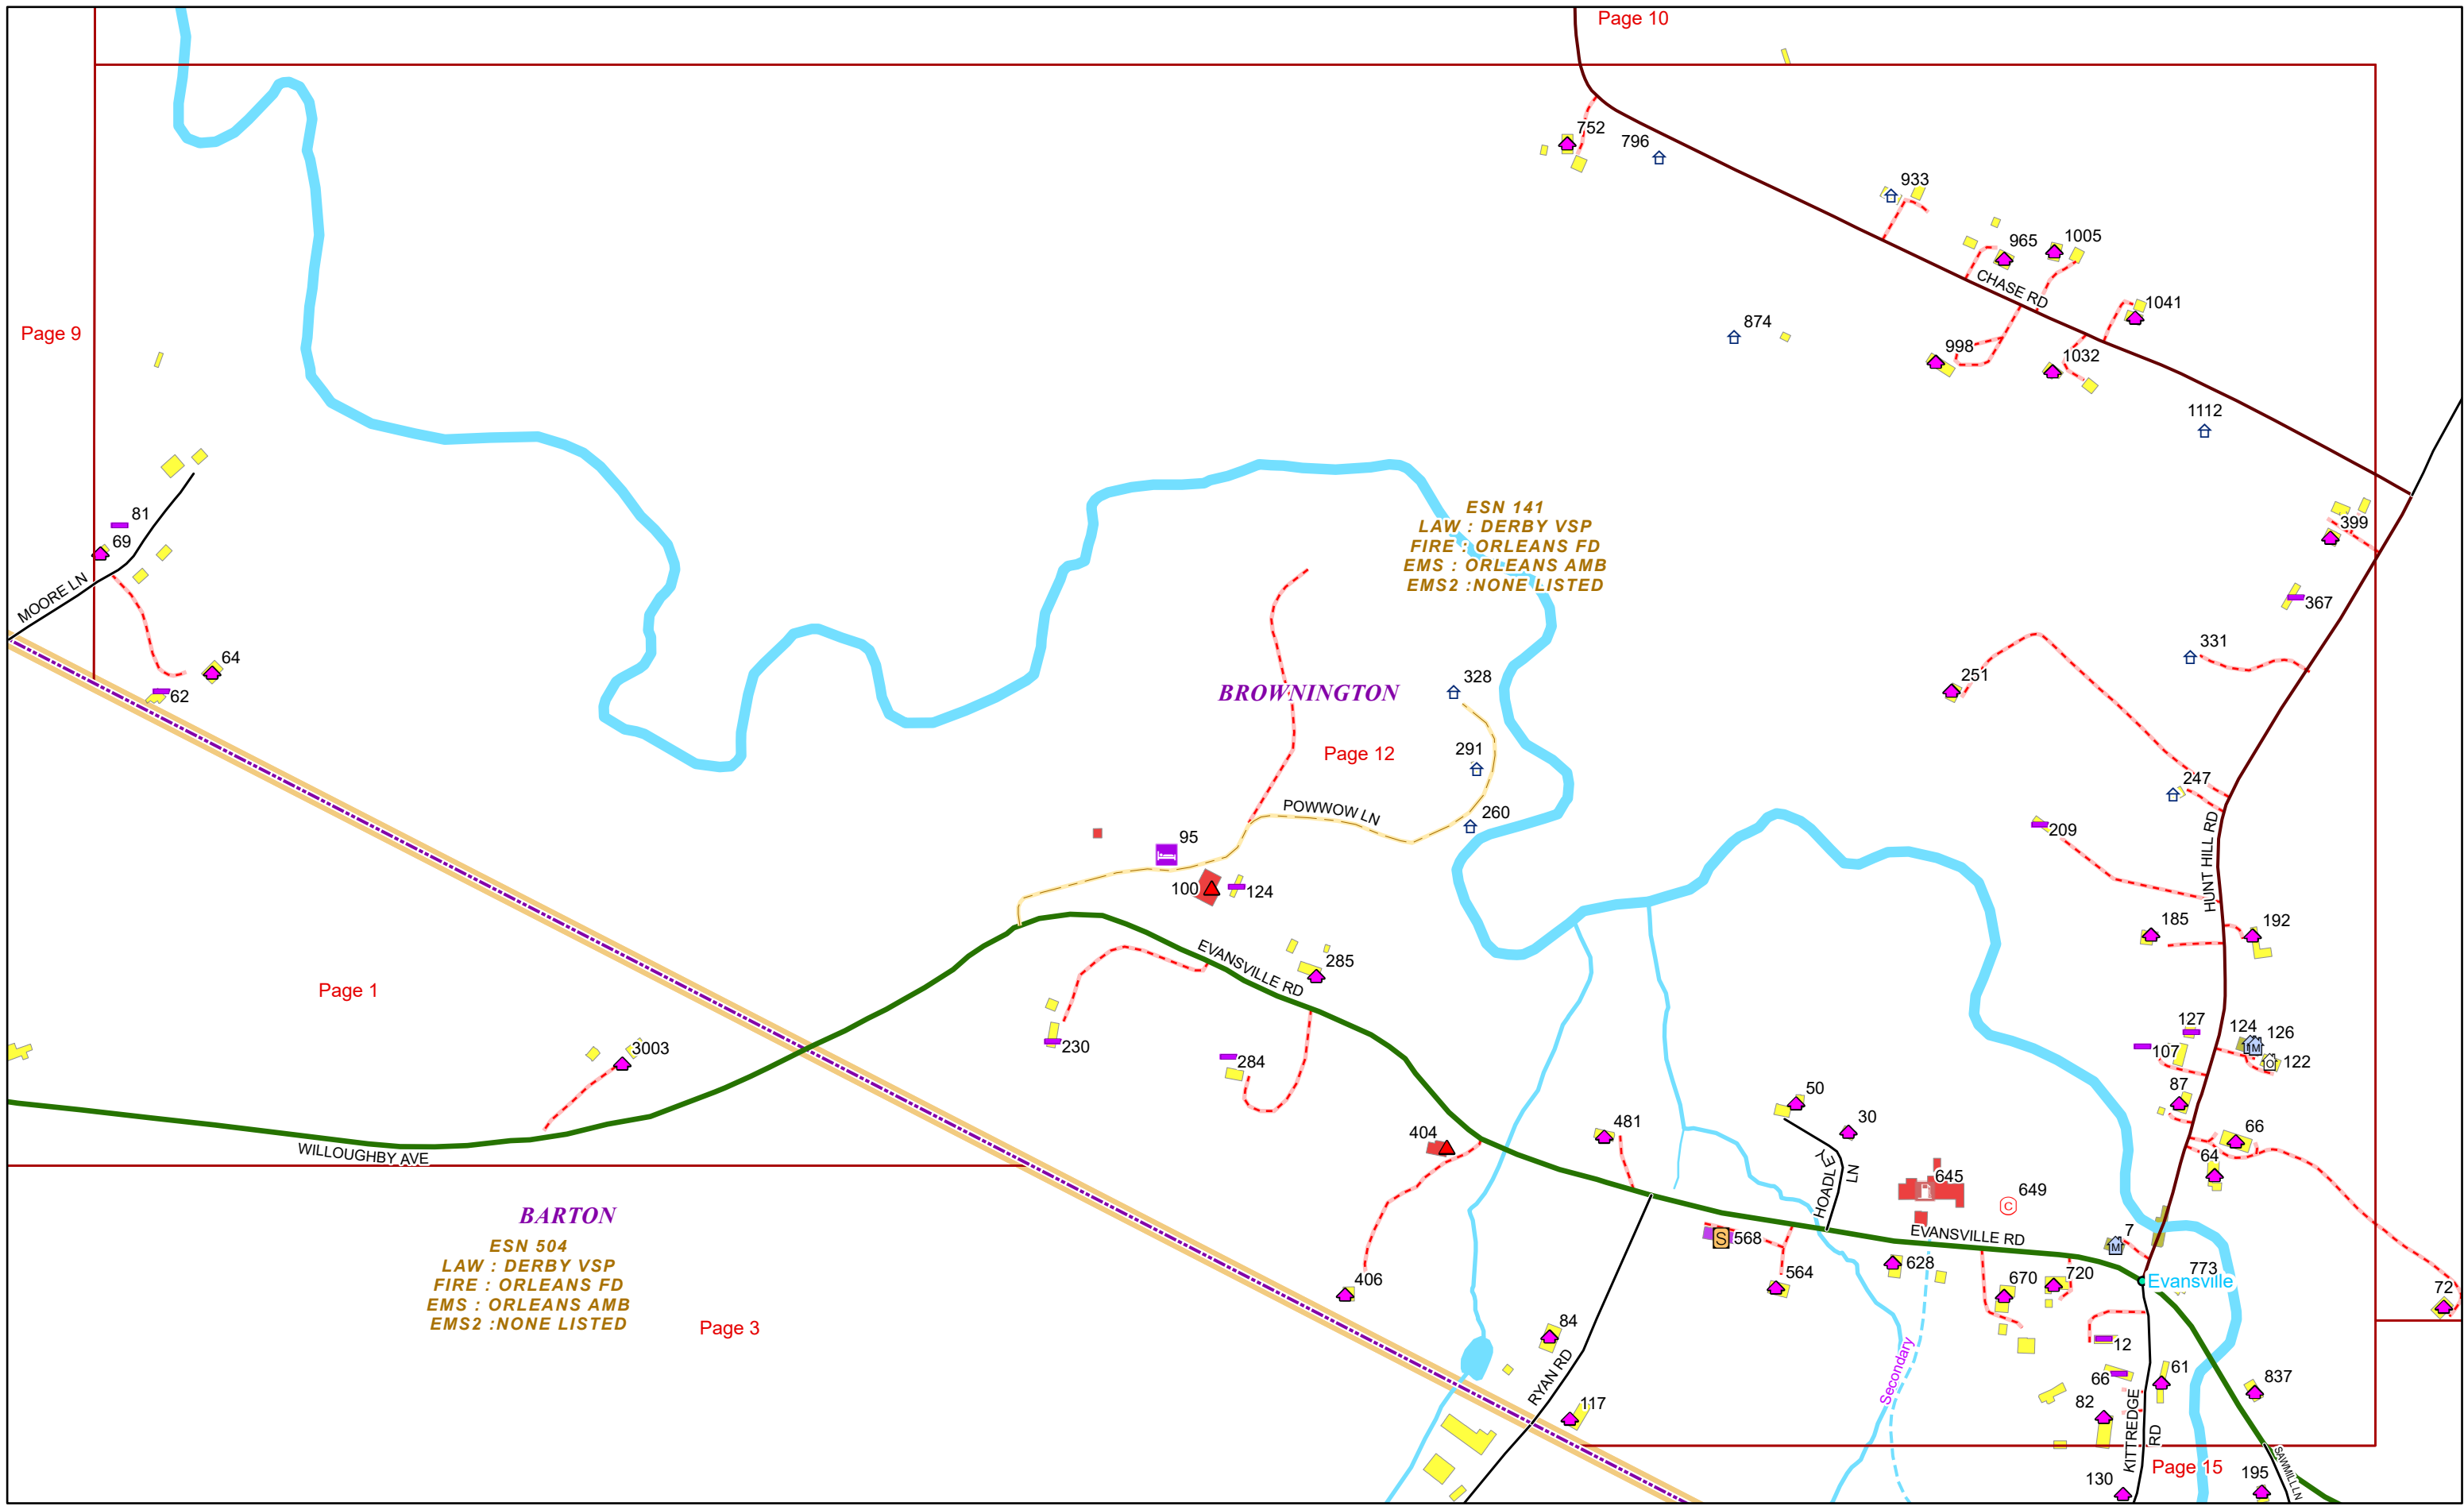 Page 10
752
796
933
965
1005
CHASE RD
1041
Page 9
874
998
1032
1112
81
69
MOORE LN
64
62
ESN 141
LAW : DERBY VSP
FIRE : ORLEANS FD
EMS : ORLEANS AMB
EMS2 :NONE LISTED
399
367
331
251
BROWNINGTON
328
Page 12
291
260
POWWOW LN
247
209
HUNT HILL RD
95
100
124
185
192
EVANSVILLE RD
285
Page 1
3003
230
284
127
107
124
126
M
O
122
87
50
30
481
404
66
64
WILLOUGHBY AVE
HOADLEY
LN
645
649
C
BARTON
ESN 504
LAW : DERBY VSP
FIRE : ORLEANS FD
EMS : ORLEANS AMB
EMS2 :NONE LISTED
Page 3
S
568
EVANSVILLE RD
7
M
406
564
628
670
720
Evansville
773
72
84
RYAN RD
117
Secondary
12
66
61
82
837
KITTREDGE
RD
Page 15
130
195
SAWMILL LN